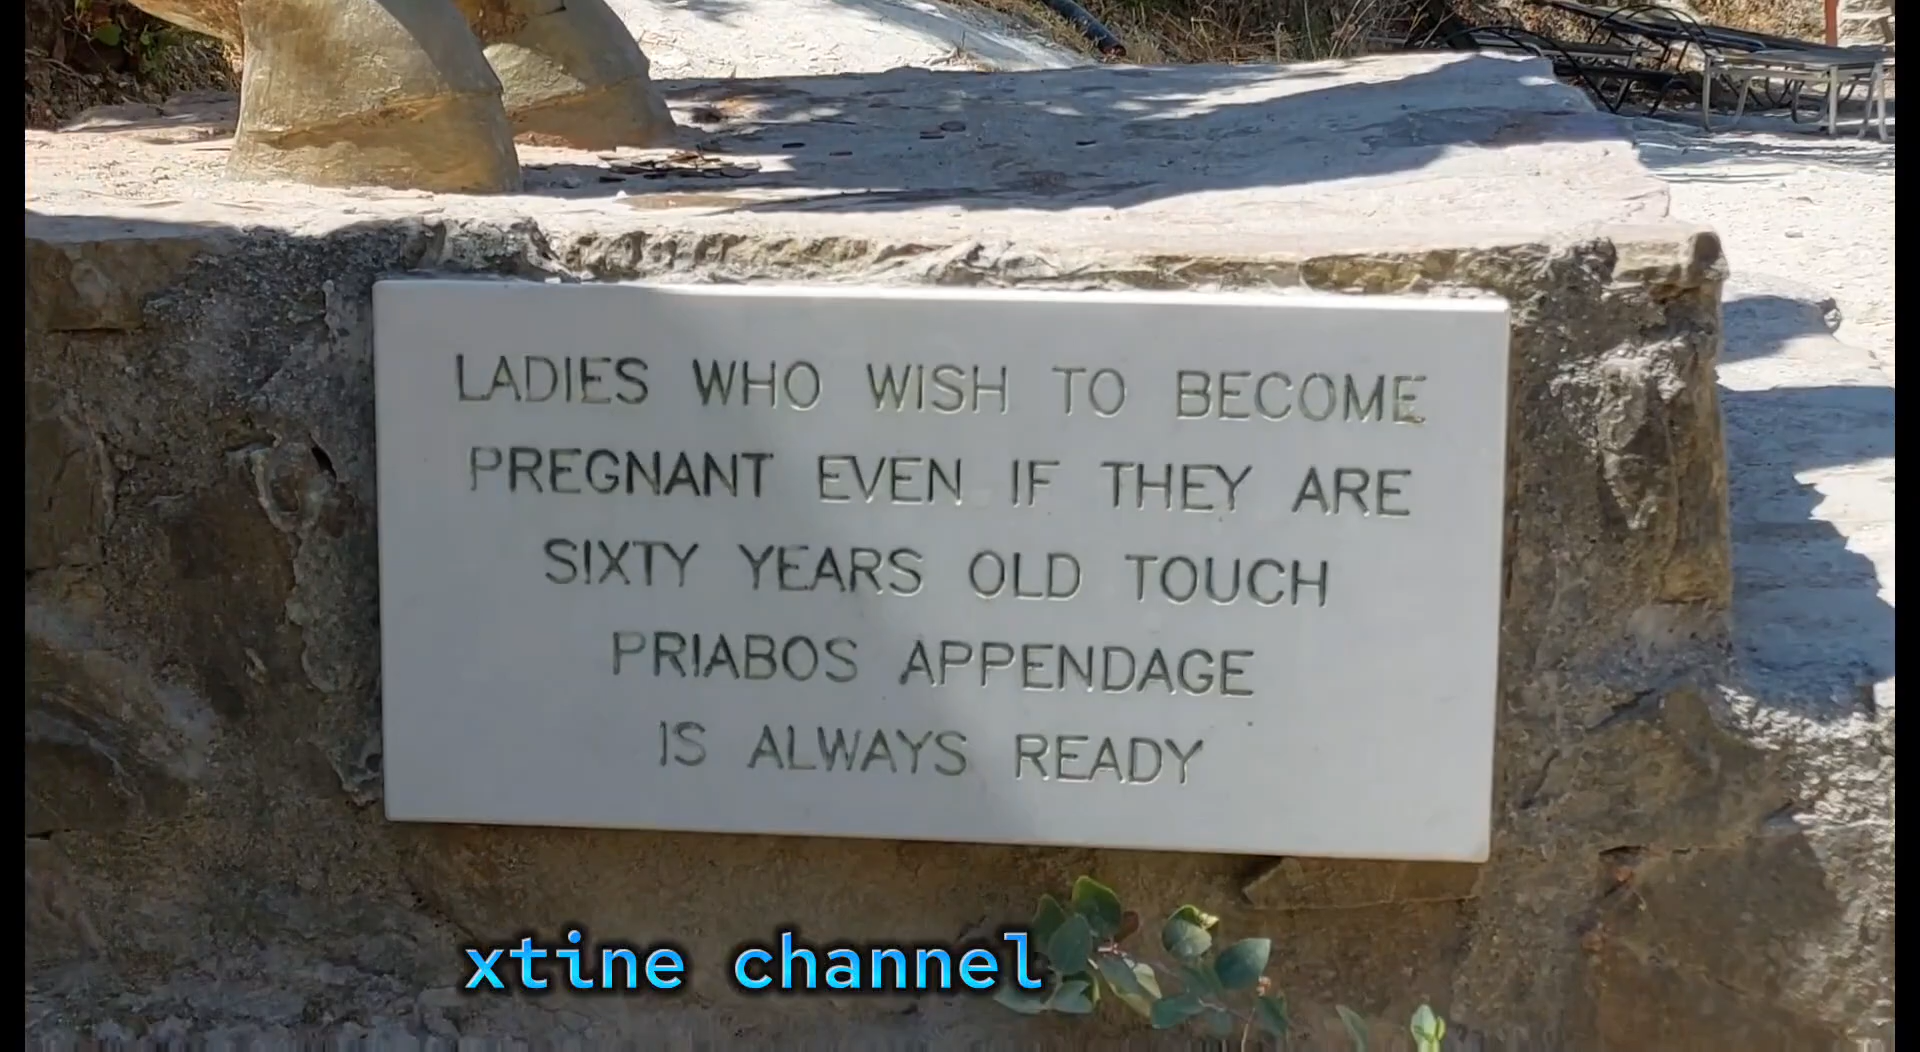 LADIES WHO WISH TO BECOME
PREGNANT EVEN IF THEY ARE
SIXTY YEARS OLD TOUCH
PRIABOS APPENDAGE
IS ALWAYS READY
xtine channel